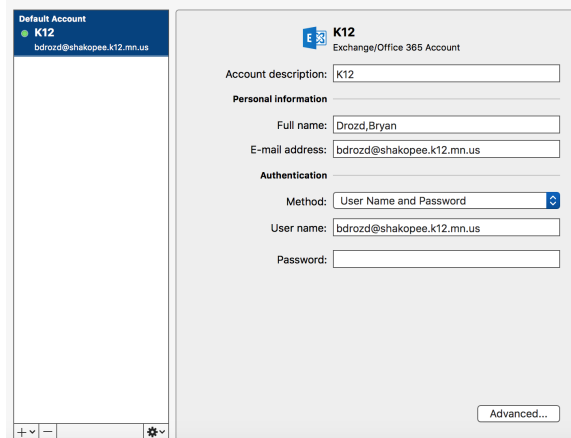 Default Account
K12
bdrozd@shakopee.k12.mn.us
E
K12
Exchange/Office 365 Account
Account description: K12
Personal information
Full name: Drozd,Bryan
E-mail address: bdrozd@shakopee.k12.mn.us
Authentication
Method: User Name and Password
User name: bdrozd@shakopee.k12.mn.us
Password:
Advanced...